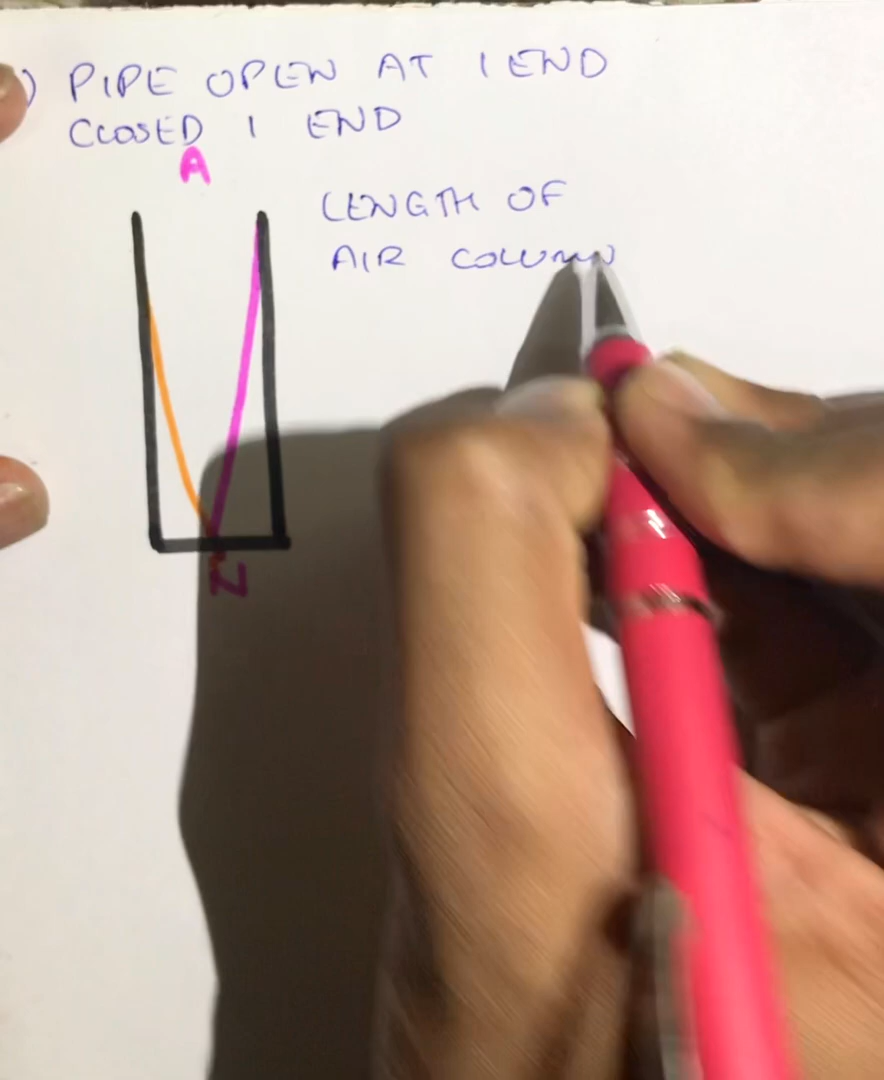 ) PIPE OPEN AT 1 END
CLOSED 1 END
A
LENGTH OF
AIR COLUMN
N